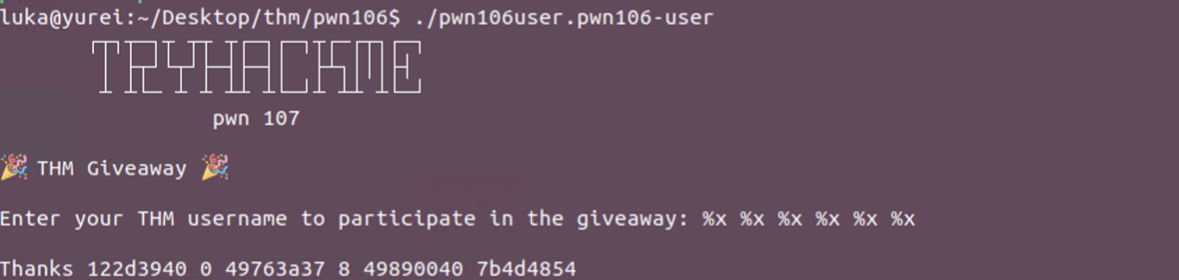 luka@yurei:~/Desktop/thm/pwn106$ ./pwn106user.pwn106-user
TRYHACKME
pwn 107
🎉 THM Giveaway 🎉
Enter your THM username to participate in the giveaway: %x %x %x %x %x %x
Thanks 122d3940 0 49763a37 8 49890040 7b4d4854